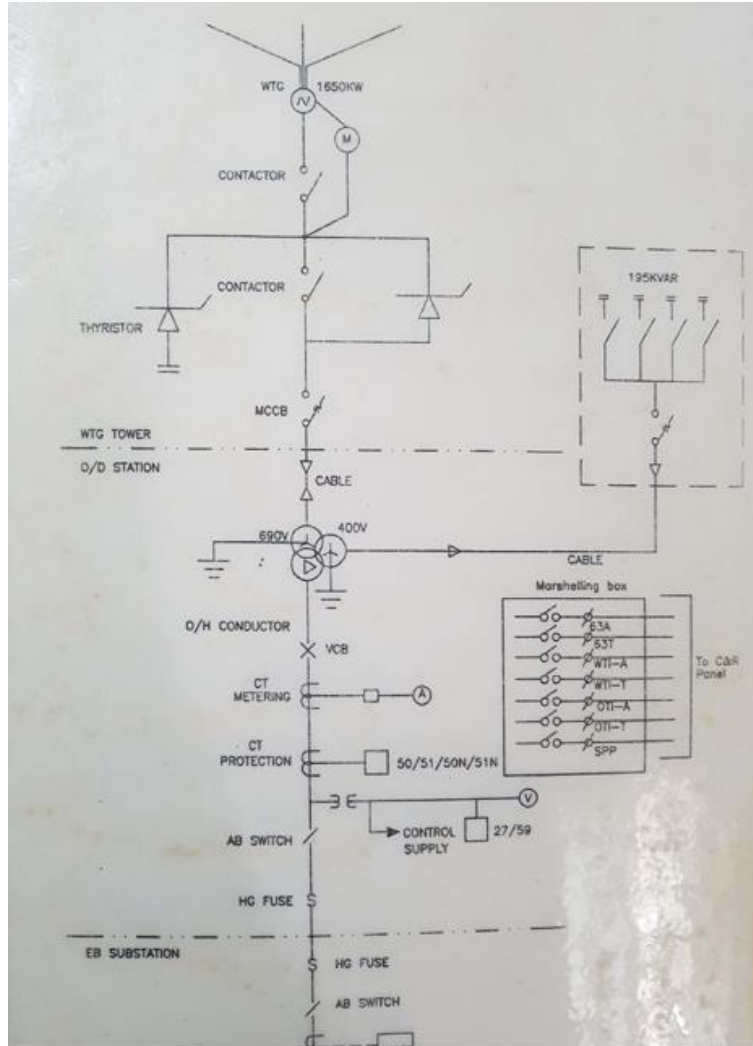 WTG
1650KW
M
CONTACTOR
CONTACTOR
195KVAR
THYRISTOR
MCCB
WTG TOWER
O/D STATION
CABLE
690V
400V
CABLE
Marshelling box
O/H CONDUCTOR
63A
VCB
63T
WTI-A
To C&R
Panel
CT
METERING
A
WTI-T
OTI-A
OTI-T
CT
PROTECTION
50/51/50N/51N
SPP
V
AB SWITCH
CONTROL
SUPPLY
27/59
HG FUSE
S
EB SUBSTATION
S
HG FUSE
AB SWITCH